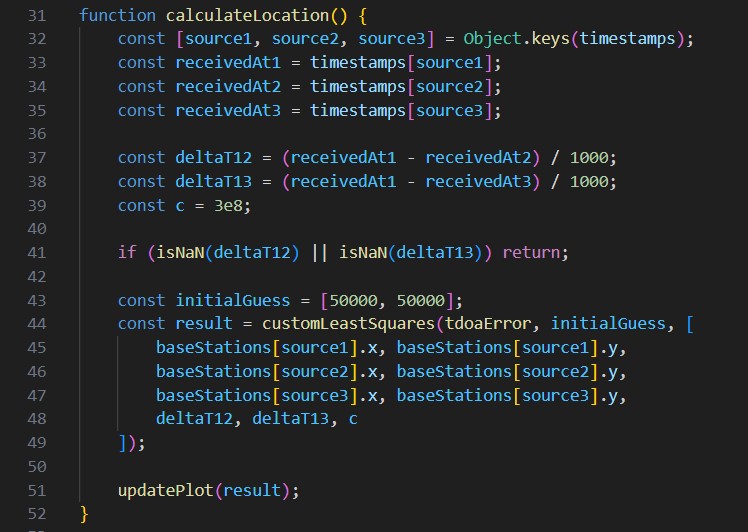 31 function calculateLocation() {
32     const [source1, source2, source3] = Object.keys(timestamps);
33     const receivedAt1 = timestamps[source1];
34     const receivedAt2 = timestamps[source2];
35     const receivedAt3 = timestamps[source3];
36
37     const deltaT12 = (receivedAt1 - receivedAt2) / 1000;
38     const deltaT13 = (receivedAt1 - receivedAt3) / 1000;
39     const c = 3e8;
40
41     if (isNaN(deltaT12) || isNaN(deltaT13)) return;
42
43     const initialGuess = [50000, 50000];
44     const result = customLeastSquares(tdoaError, initialGuess, [
45         baseStations[source1].x, baseStations[source1].y,
46         baseStations[source2].x, baseStations[source2].y,
47         baseStations[source3].x, baseStations[source3].y,
48         deltaT12, deltaT13, c
49     ]);
50
51     updatePlot(result);
52 }